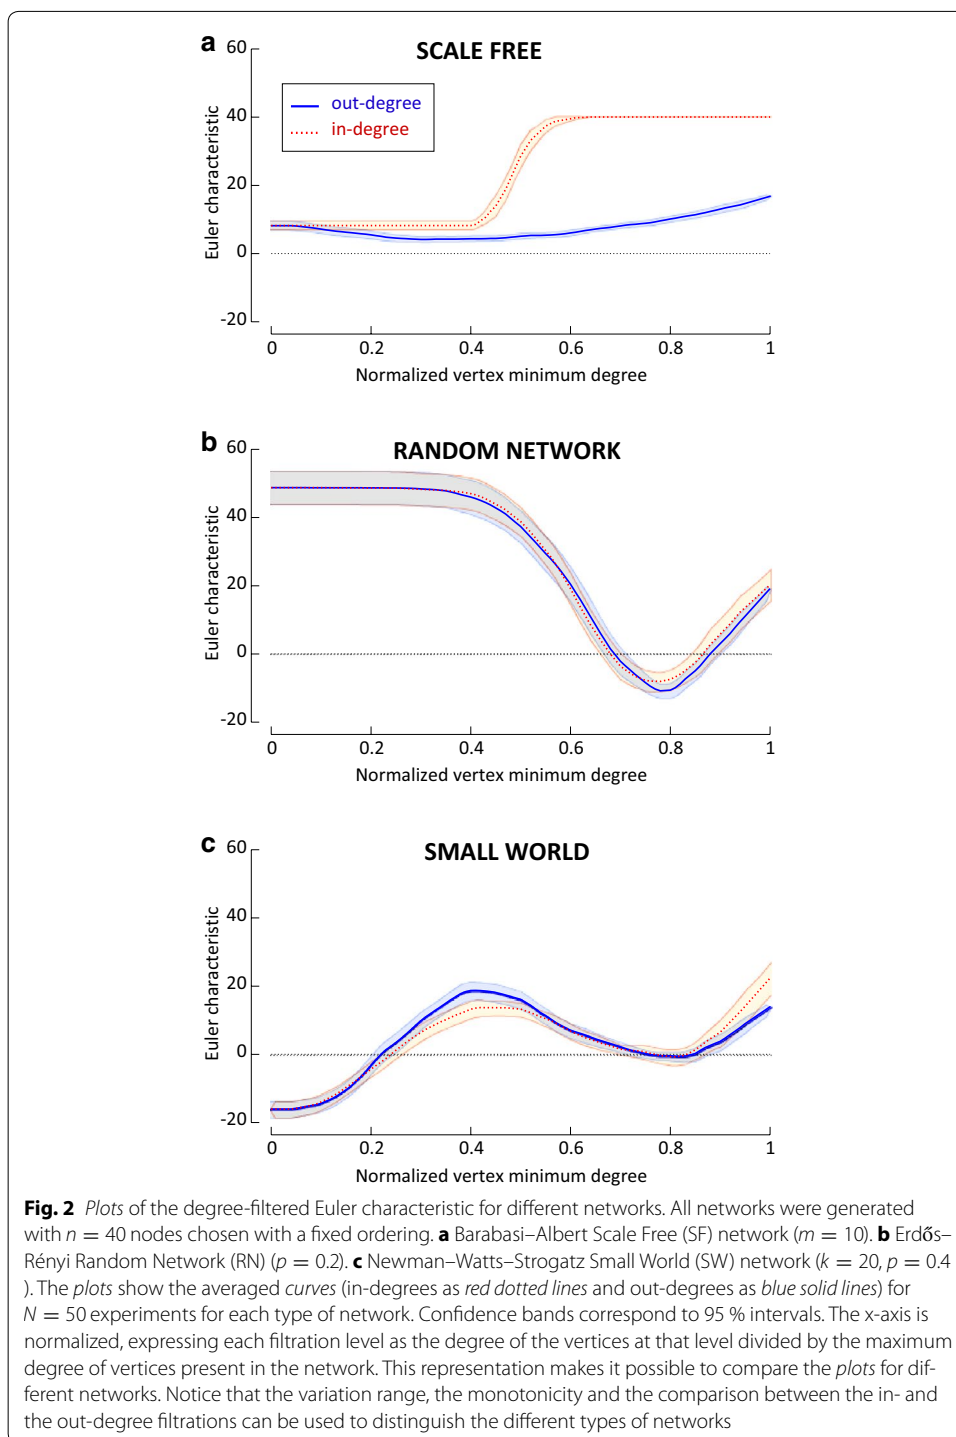 a
SCALE FREE
60
40
20
0
-20
Euler characteristic
out-degree
in-degree
0 0.2 0.4 0.6 0.8 1
Normalized vertex minimum degree
b
RANDOM NETWORK
60
40
20
0
-20
Euler characteristic
0 0.2 0.4 0.6 0.8 1
Normalized vertex minimum degree
c
SMALL WORLD
60
40
20
0
-20
Euler characteristic
0 0.2 0.4 0.6 0.8 1
Normalized vertex minimum degree
Fig. 2 Plots of the degree-filtered Euler characteristic for different networks. All networks were generated
with n = 40 nodes chosen with a fixed ordering. a Barabasi–Albert Scale Free (SF) network (m = 10). b Erdős–
Rényi Random Network (RN) (p = 0.2). c Newman–Watts–Strogatz Small World (SW) network (k = 20, p = 0.4
). The plots show the averaged curves (in-degrees as red dotted lines and out-degrees as blue solid lines) for
N = 50 experiments for each type of network. Confidence bands correspond to 95 % intervals. The x-axis is
normalized, expressing each filtration level as the degree of the vertices at that level divided by the maximum
degree of vertices present in the network. This representation makes it possible to compare the plots for dif-
ferent networks. Notice that the variation range, the monotonicity and the comparison between the in- and
the out-degree filtrations can be used to distinguish the different types of networks